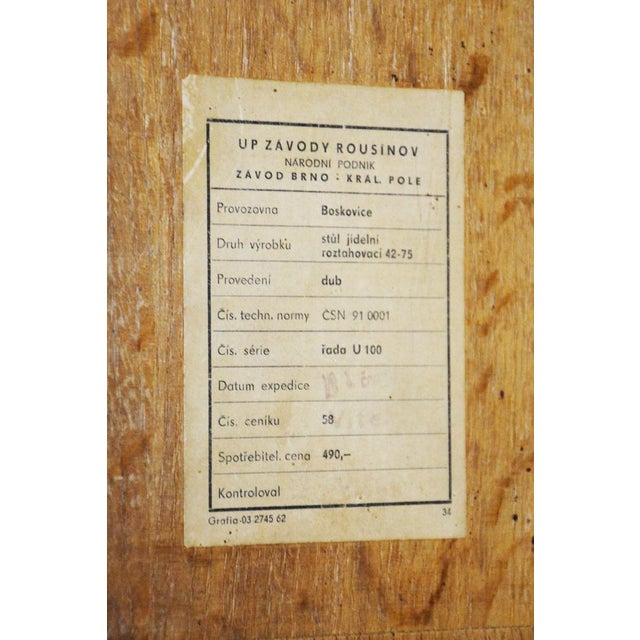 UP ZÁVODY ROUSÍNOV
NÁRODNÍ PODNIK
ZÁVOD BRNO - KRÁL. POLE
Provozovna Boskovice
Druh výrobků stůl jídelní
roztahovací 42-75
Provedení dub
Čís. techn. normy ČSN 91 0001
Čís. série řada U 100
Datum expedice
Čís. ceníku 58
Spotřebitel. cena 490,–
Kontroloval
Grafia-03 2745 62 34